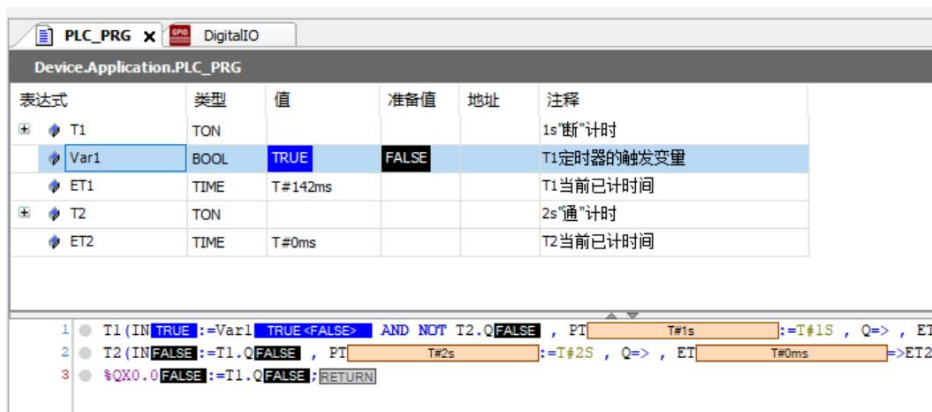 PLC_PRG X GPIO DigitalIO
Device.Application.PLC_PRG
表达式 类型 值 准备值 地址 注释
T1 TON 1s"断"计时
Var1 BOOL TRUE FALSE T1定时器的触发变量
ET1 TIME T#142ms T1当前已计时间
T2 TON 2s"通"计时
ET2 TIME T#0ms T2当前已计时间
1 T1(IN TRUE :=Var1 TRUE<FALSE> AND NOT T2.Q FALSE , PT T#1s :=T#1S , Q=> , ET
2 T2(IN FALSE :=T1.Q FALSE , PT T#2s :=T#2S , Q=> , ET T#0ms =>ET2
3 %QX0.0 FALSE :=T1.Q FALSE ; RETURN